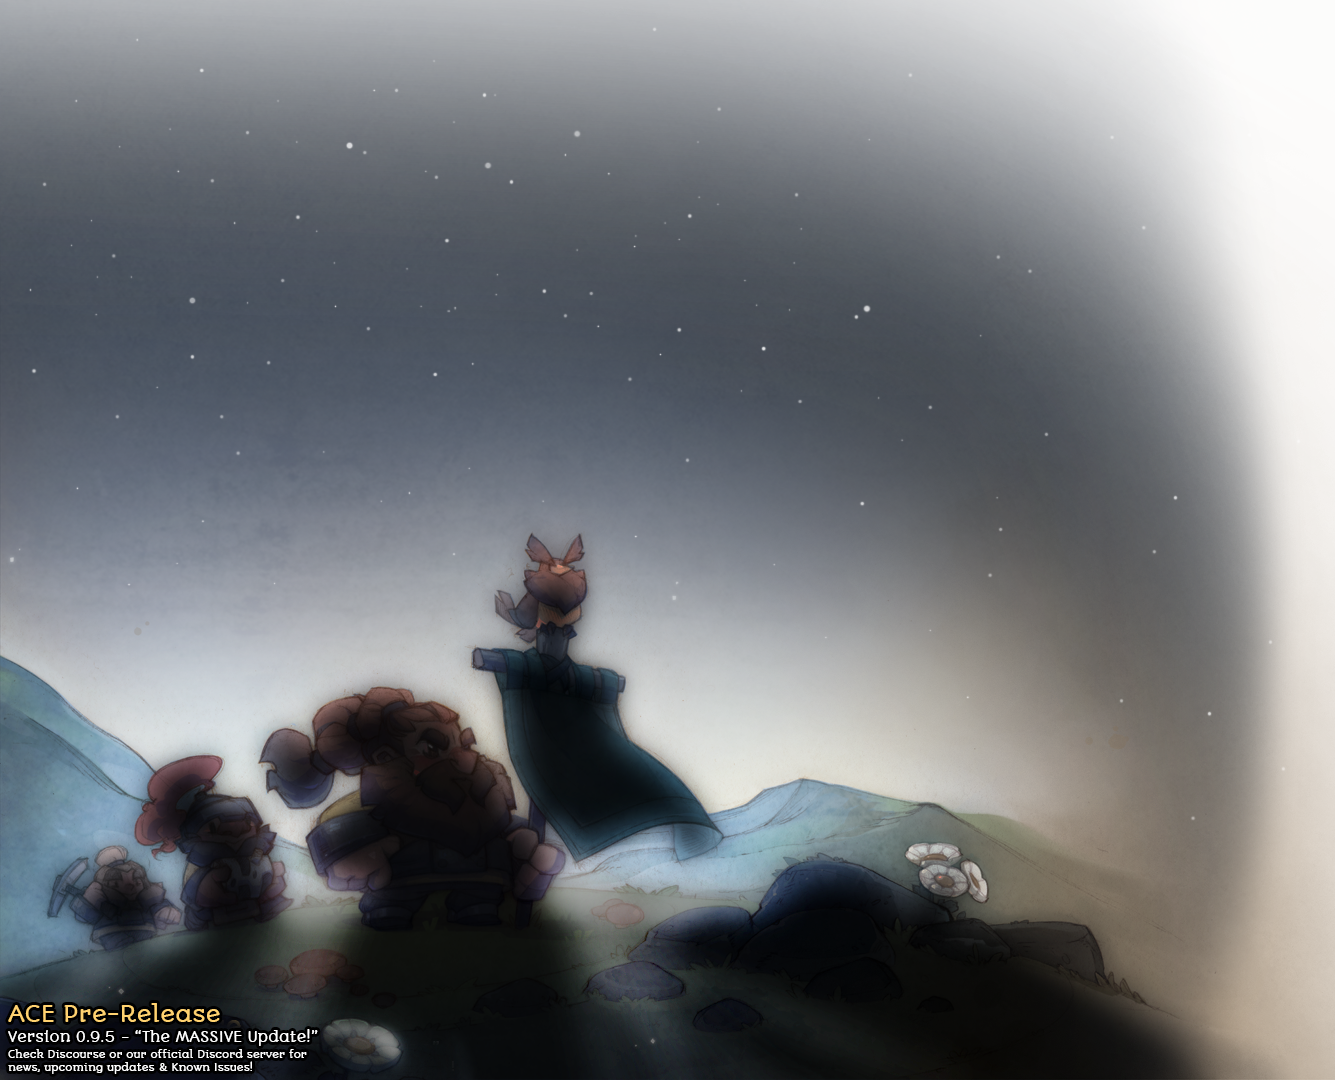 ACE Pre-Release
Version 0.9.5 - “The MASSIVE Update!”
Check Discourse or our official Discord server for
news, upcoming updates & Known Issues!